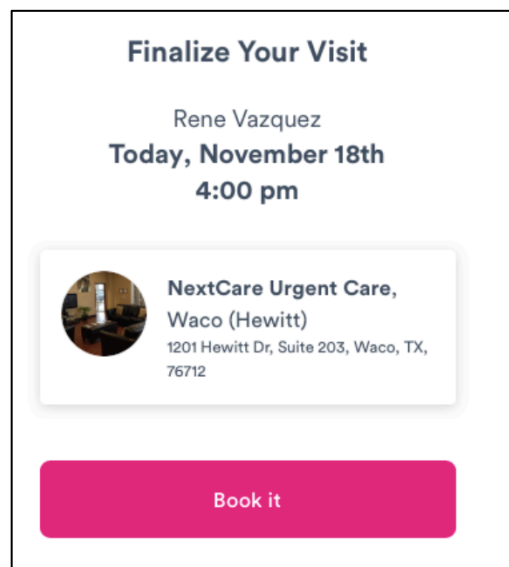 Finalize Your Visit
Rene Vazquez
Today, November 18th
4:00 pm
NextCare Urgent Care,
Waco (Hewitt)
1201 Hewitt Dr, Suite 203, Waco, TX,
76712
Book it